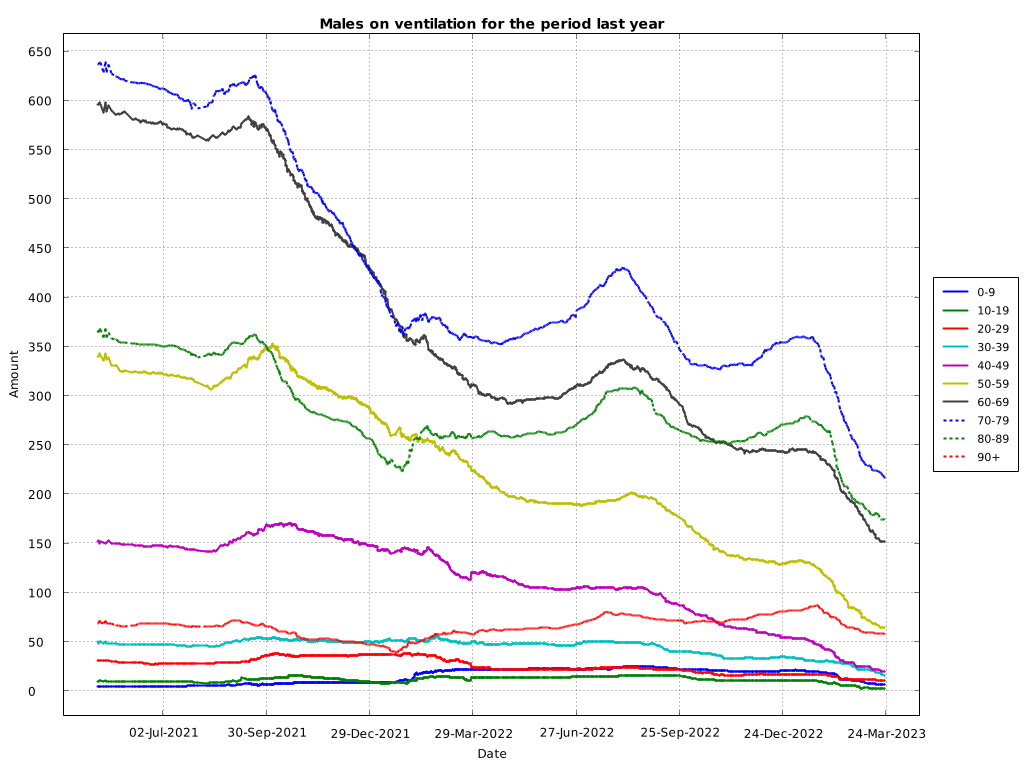 Males on ventilation for the period last year
650
600
550
500
450
400
350
300
250
200
150
100
50
0
Amount
02-Jul-2021
30-Sep-2021
29-Dec-2021
29-Mar-2022
27-Jun-2022
25-Sep-2022
24-Dec-2022
24-Mar-2023
Date
0-9
10-19
20-29
30-39
40-49
50-59
60-69
70-79
80-89
90+